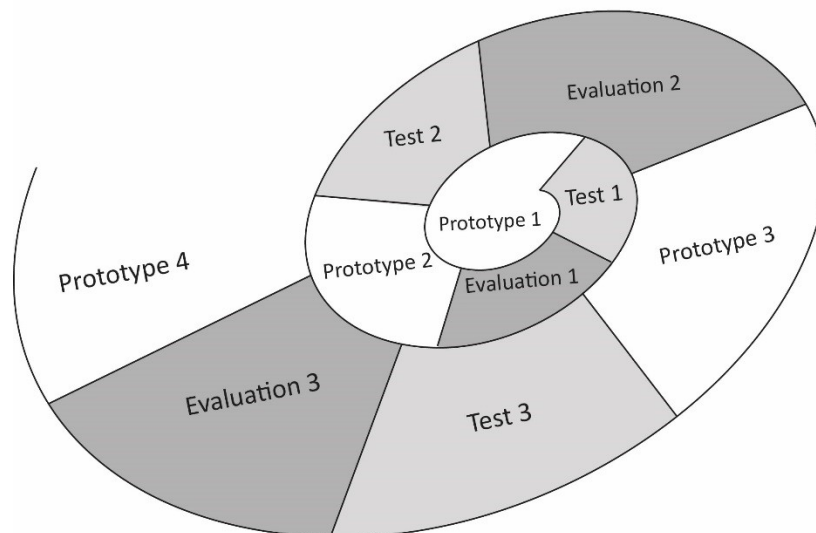 Prototype 1
Test 1
Evaluation 1
Prototype 2
Test 2
Evaluation 2
Prototype 3
Test 3
Evaluation 3
Prototype 4